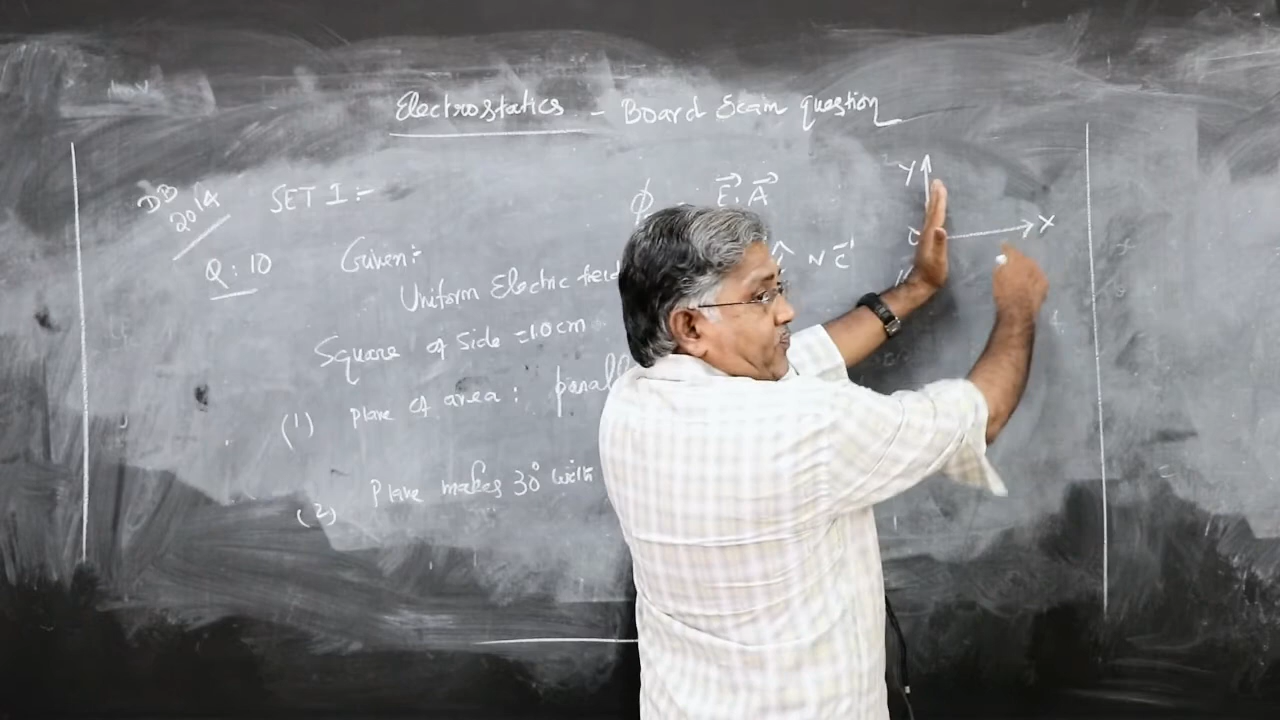 Electrostatics - Board Exam question
DB 2014
SET I:-
Q: 10
Given:
ϕ = E⃗.A⃗
Uniform Electric field
N C⁻¹
Square of side = 10 cm
(1) Plane of area: parall
(2) Plane makes 30° with
Y
X